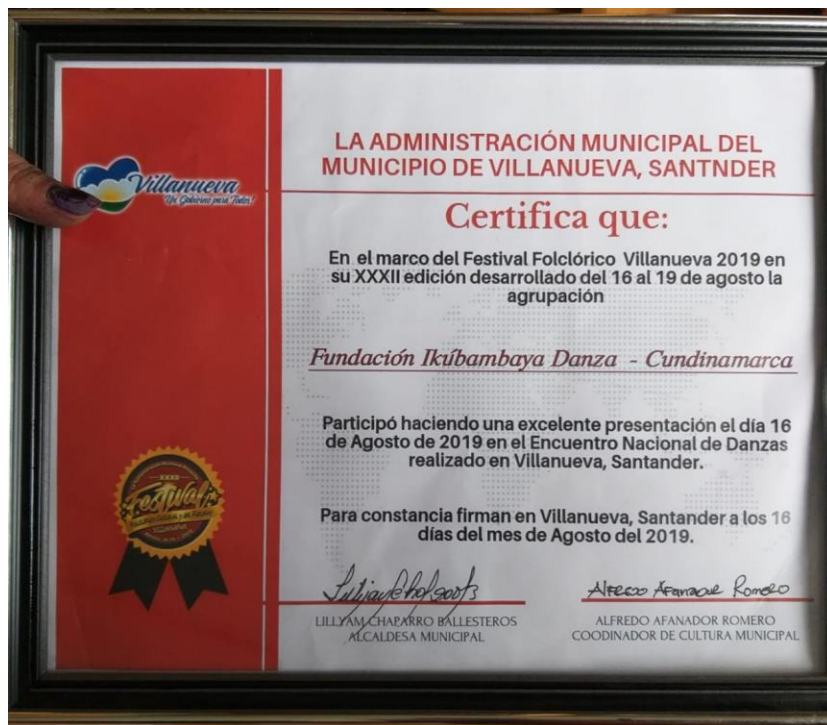 Villanueva
Un Gobierno para Todos!
LA ADMINISTRACIÓN MUNICIPAL DEL
MUNICIPIO DE VILLANUEVA, SANTNDER
Certifica que:
En el marco del Festival Folclórico Villanueva 2019 en
su XXXII edición desarrollado del 16 al 19 de agosto la
agrupación
Fundación Ikúbambaya Danza - Cundinamarca
Participó haciendo una excelente presentación el día 16
de Agosto de 2019 en el Encuentro Nacional de Danzas
realizado en Villanueva, Santander.
Para constancia firman en Villanueva, Santander a los 16
días del mes de Agosto del 2019.
Festival
Alfredo Afanador Romero
LILLYAM CHAPARRO BALLESTEROS
ALCALDESA MUNICIPAL
ALFREDO AFANADOR ROMERO
COODINADOR DE CULTURA MUNICIPAL